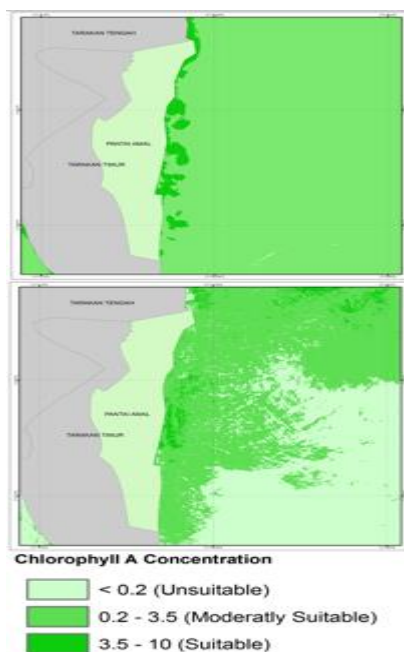 TARAKAN TENGAH
PANTAI AMAL
TARAKAN TIMUR
TARAKAN TENGAH
PANTAI AMAL
TARAKAN TIMUR
Chlorophyll A Concentration
< 0.2 (Unsuitable)
0.2 - 3.5 (Moderatly Suitable)
3.5 - 10 (Suitable)